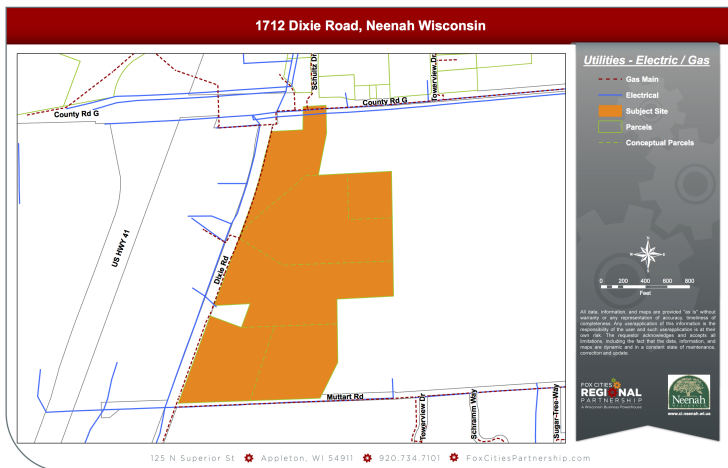 1712 Dixie Road, Neenah Wisconsin
Schultz Dr
Towerview Dr
County Rd G
County Rd G
US HWY 41
Dixie Rd
Muttart Rd
Towerview Dr
Schramm Way
Sugar Tree Way
Utilities - Electric / Gas
Gas Main
Electrical
Subject Site
Parcels
Conceptual Parcels
N
W E
S
0 200 400 600 800
Feet
All data, information, and maps are provided "as is" without
warranty or any representation of accuracy, timeliness of
completeness. Any use/application of this information is the
responsibility of the user and such use/application is at their
own risk. The requestor acknowledges and accepts all
limitations, including the fact that the data, information, and
maps are dynamic and in a constant state of maintenance,
correction and update.
FOX CITIES
REGIONAL
PARTNERSHIP
A Wisconsin Business Powerhouse
Neenah
WISCONSIN
www.ci.neenah.wi.us
125 N Superior St Appleton, WI 54911 920.734.7101 FoxCitiesPartnership.com